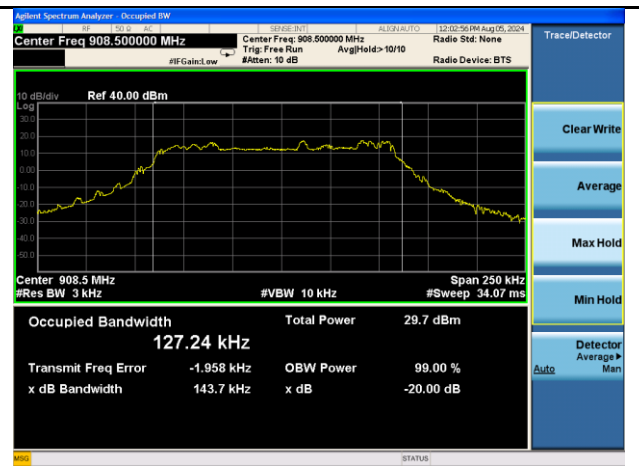 Agilent Spectrum Analyzer - Occupied BW
RF 50 Ω AC SENSE:INT ALIGN AUTO 12:02:56 PM Aug 05, 2024
Center Freq 908.500000 MHz Center Freq: 908.500000 MHz Radio Std: None
Trig: Free Run Avg|Hold:> 10/10
#IFGain:Low #Atten: 10 dB Radio Device: BTS
Trace/Detector
10 dB/div Ref 40.00 dBm
Log
30.0
20.0
10.0
0.00
-10.0
-20.0
-30.0
-40.0
-50.0
Center 908.5 MHz Span 250 kHz
#Res BW 3 kHz #VBW 10 kHz #Sweep 34.07 ms
Occupied Bandwidth Total Power 29.7 dBm
127.24 kHz
Transmit Freq Error -1.958 kHz OBW Power 99.00 %
x dB Bandwidth 143.7 kHz x dB -20.00 dB
Clear Write
Average
Max Hold
Min Hold
Detector
Average ▶
Auto Man
MSG STATUS